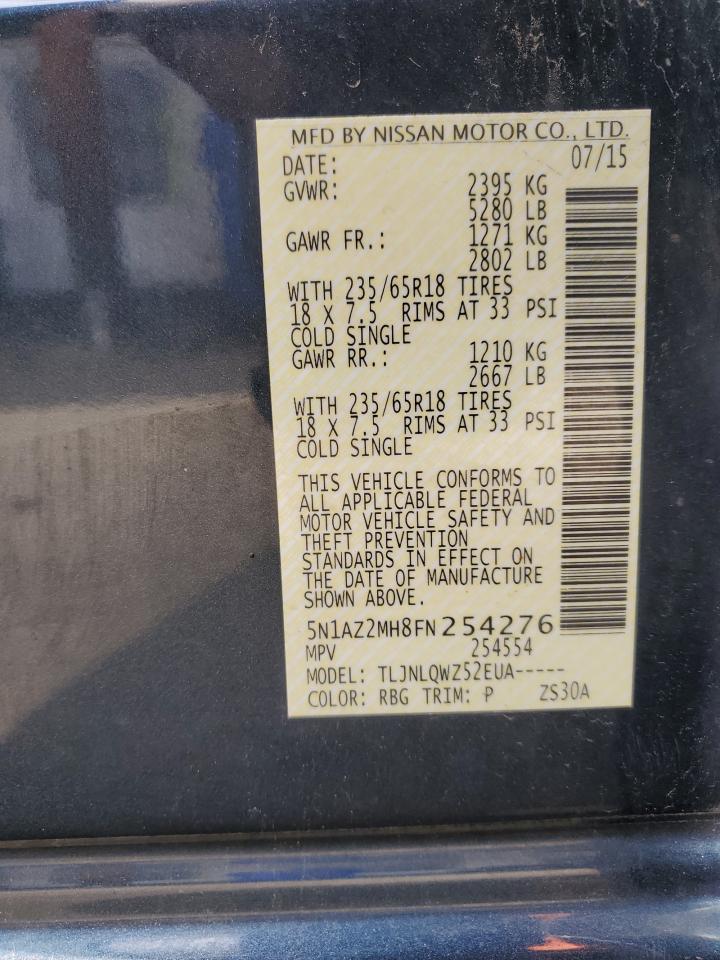 MFD BY NISSAN MOTOR CO., LTD.
DATE: 07/15
GVWR: 2395 KG
5280 LB
GAWR FR.: 1271 KG
2802 LB
WITH 235/65R18 TIRES
18 X 7.5 RIMS AT 33 PSI
COLD SINGLE
GAWR RR.: 1210 KG
2667 LB
WITH 235/65R18 TIRES
18 X 7.5 RIMS AT 33 PSI
COLD SINGLE
THIS VEHICLE CONFORMS TO
ALL APPLICABLE FEDERAL
MOTOR VEHICLE SAFETY AND
THEFT PREVENTION
STANDARDS IN EFFECT ON
THE DATE OF MANUFACTURE
SHOWN ABOVE.
5N1AZ2MH8FN254276
MPV 254554
MODEL: TLJNLQWZ52EUA-----
COLOR: RBG TRIM: P ZS30A